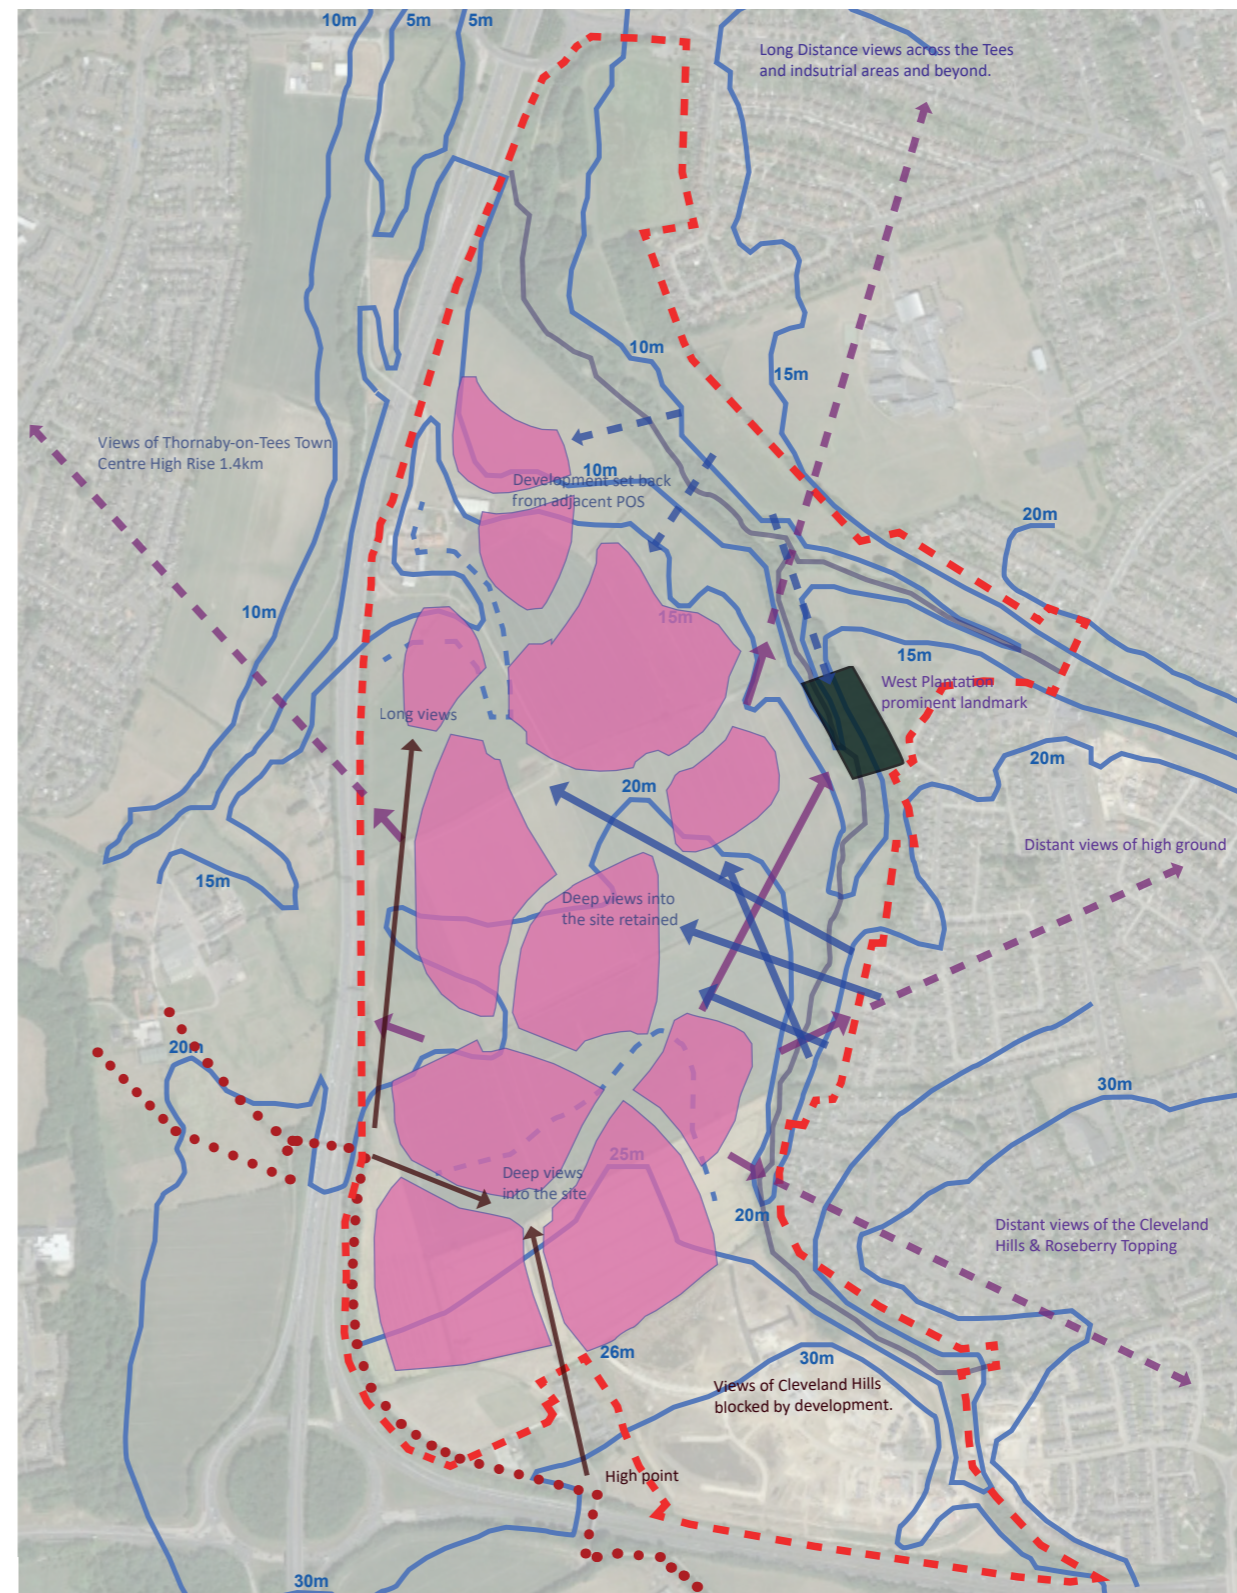 10m
5m
5m
Long Distance views across the Tees
and indsutrial areas and beyond.
10m
15m
Views of Thornaby-on-Tees Town
Centre High Rise 1.4km
10m
Development set back
from adjacent POS
20m
10m
15m
15m
West Plantation
prominent landmark
Long views
20m
20m
Distant views of high ground
15m
Deep views into
the site retained
20m
30m
25m
Deep views
into the site
20m
Distant views of the Cleveland
Hills & Roseberry Topping
26m
30m
Views of Cleveland Hills
blocked by development.
High point
30m